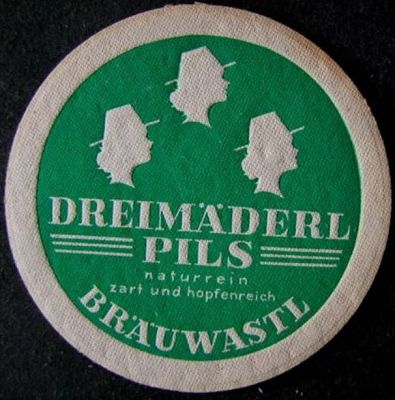 DREIMÄDERL
PILS
naturrein
zart und hopfenreich
BRÄUWASTL